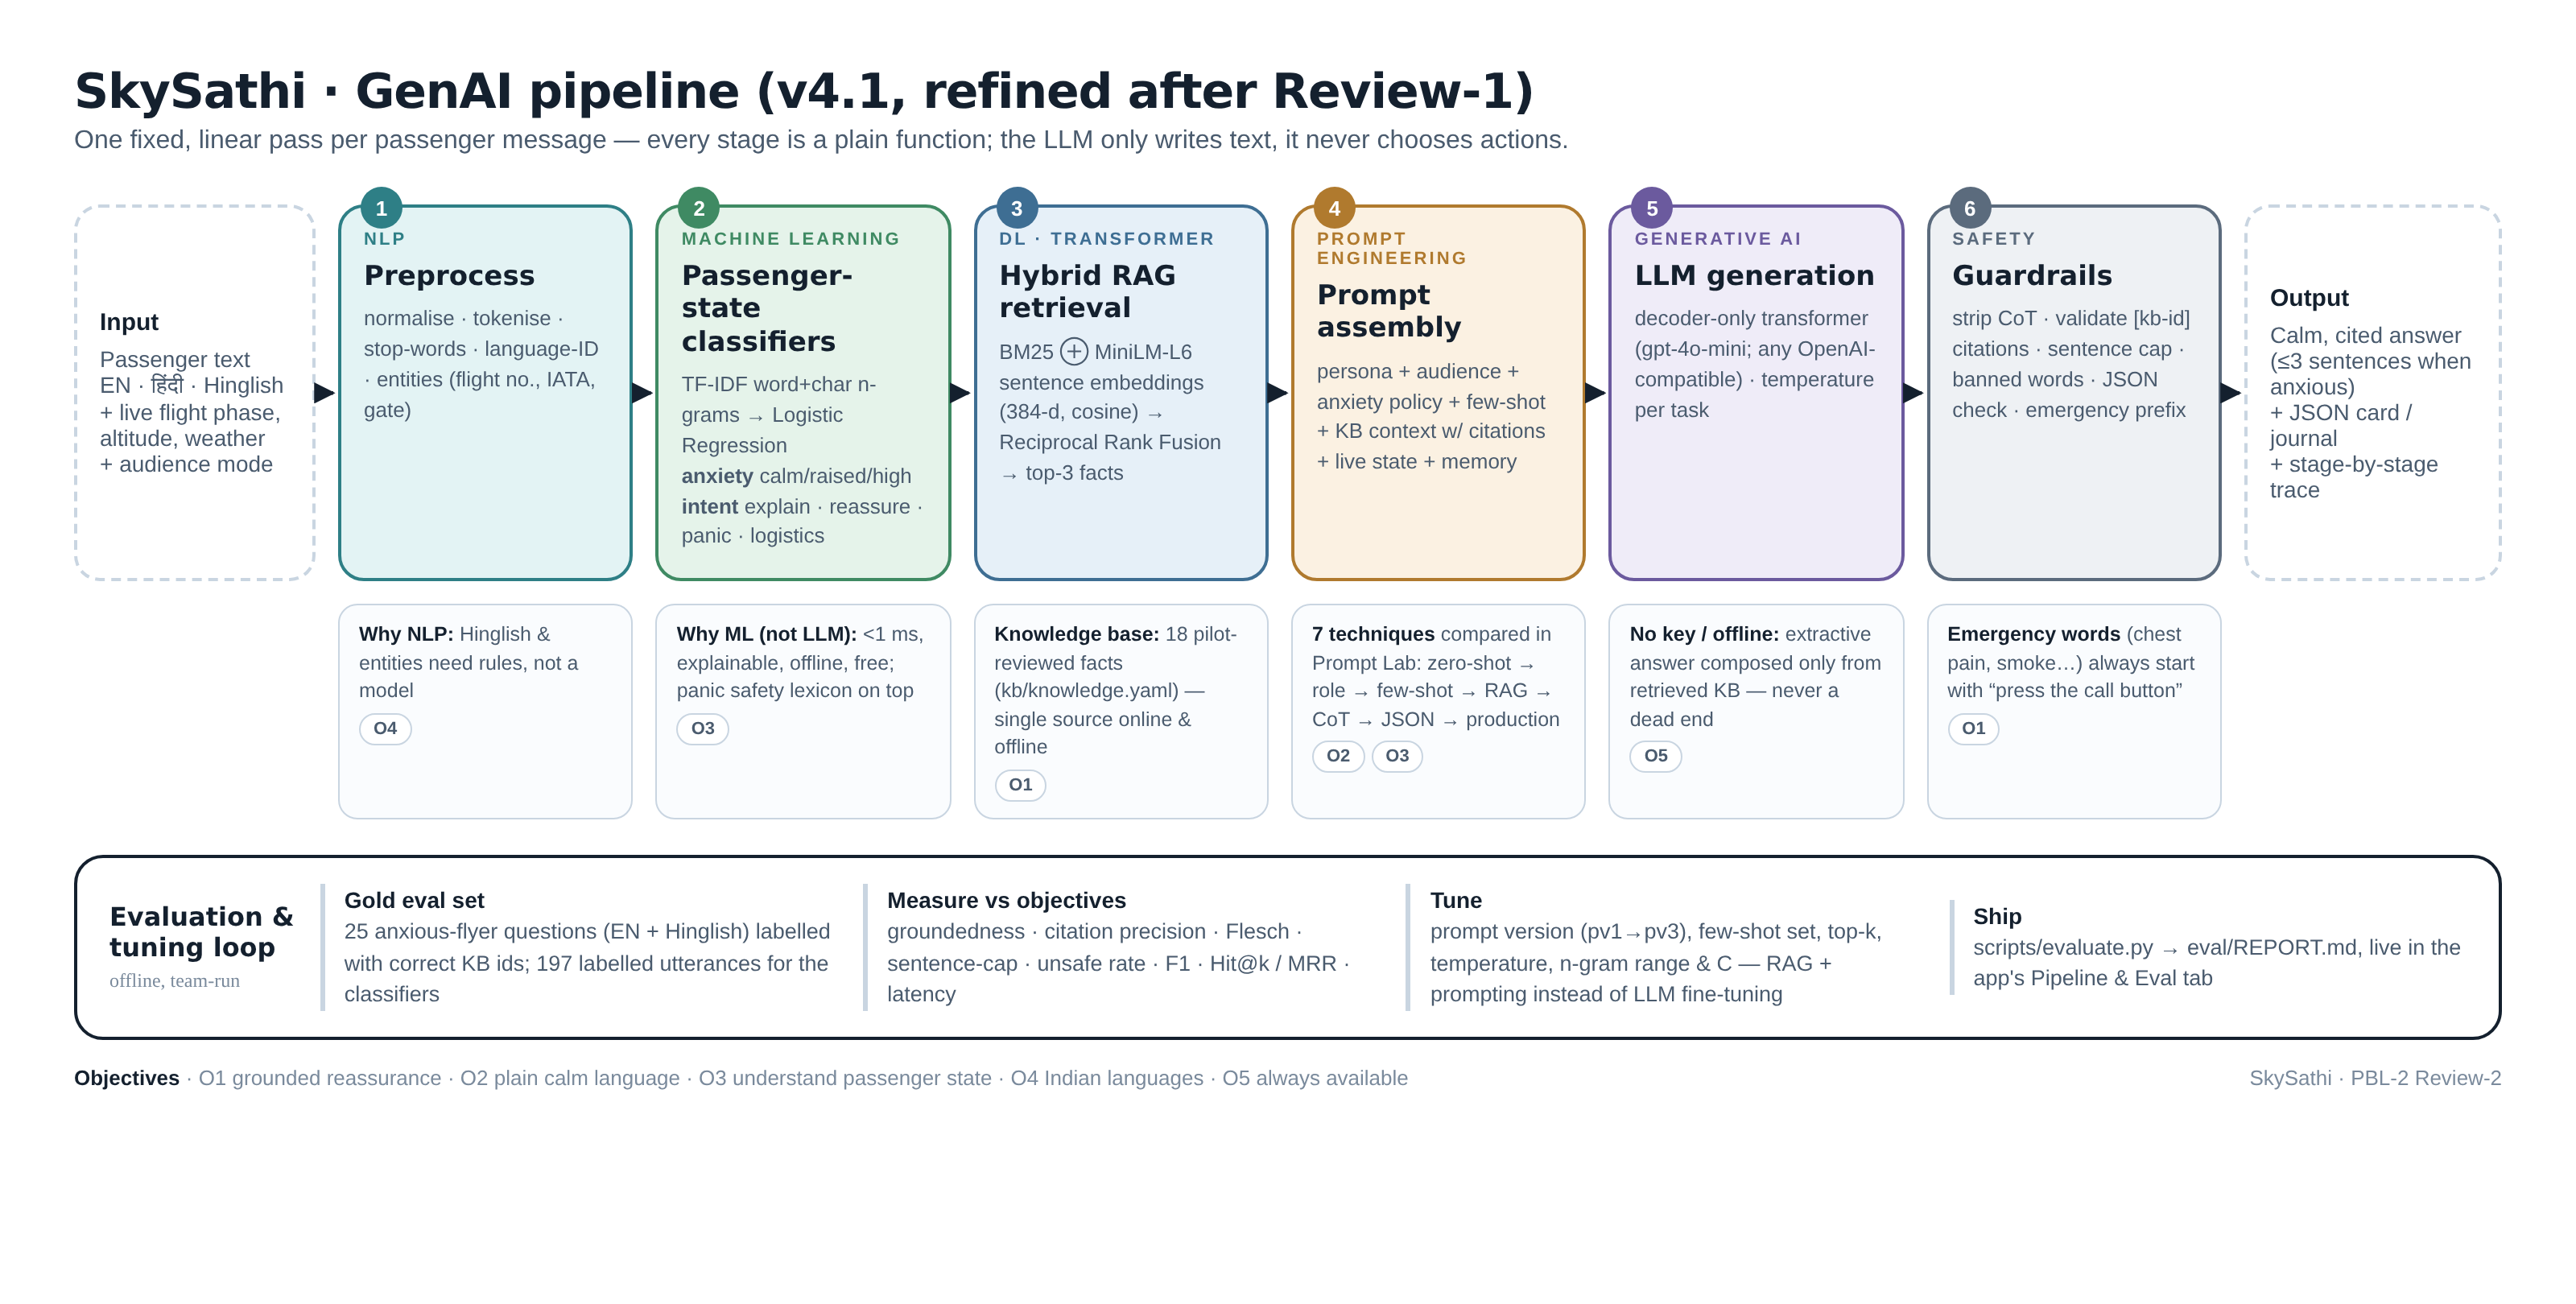 SkySathi · GenAI pipeline (v4.1, refined after Review-1)
One fixed, linear pass per passenger message — every stage is a plain function; the LLM only writes text, it never chooses actions.
Input
Passenger text
EN · हिंदी · Hinglish
+ live flight phase,
altitude, weather
+ audience mode
1
NLP
Preprocess
normalise · tokenise ·
stop-words · language-ID
· entities (flight no., IATA,
gate)
2
MACHINE LEARNING
Passenger-
state
classifiers
TF-IDF word+char n-
grams → Logistic
Regression
anxiety calm/raised/high
intent explain · reassure ·
panic · logistics
3
DL · TRANSFORMER
Hybrid RAG
retrieval
BM25 ⊕ MiniLM-L6
sentence embeddings
(384-d, cosine) →
Reciprocal Rank Fusion
→ top-3 facts
4
PROMPT
ENGINEERING
Prompt
assembly
persona + audience +
anxiety policy + few-shot
+ KB context w/ citations
+ live state + memory
5
GENERATIVE AI
LLM generation
decoder-only transformer
(gpt-4o-mini; any OpenAI-
compatible) · temperature
per task
6
SAFETY
Guardrails
strip CoT · validate [kb-id]
citations · sentence cap ·
banned words · JSON
check · emergency prefix
Output
Calm, cited answer
(≤3 sentences when
anxious)
+ JSON card /
journal
+ stage-by-stage
trace
Why NLP: Hinglish &
entities need rules, not a
model
O4
Why ML (not LLM): <1 ms,
explainable, offline, free;
panic safety lexicon on top
O3
Knowledge base: 18 pilot-
reviewed facts
(kb/knowledge.yaml) —
single source online &
offline
O1
7 techniques compared in
Prompt Lab: zero-shot →
role → few-shot → RAG →
CoT → JSON → production
O2 O3
No key / offline: extractive
answer composed only from
retrieved KB — never a
dead end
O5
Emergency words (chest
pain, smoke…) always start
with “press the call button”
O1
Evaluation &
tuning loop
offline, team-run
Gold eval set
25 anxious-flyer questions (EN + Hinglish) labelled
with correct KB ids; 197 labelled utterances for the
classifiers
Measure vs objectives
groundedness · citation precision · Flesch ·
sentence-cap · unsafe rate · F1 · Hit@k / MRR ·
latency
Tune
prompt version (pv1→pv3), few-shot set, top-k,
temperature, n-gram range & C — RAG +
prompting instead of LLM fine-tuning
Ship
scripts/evaluate.py → eval/REPORT.md, live in the
app's Pipeline & Eval tab
Objectives · O1 grounded reassurance · O2 plain calm language · O3 understand passenger state · O4 Indian languages · O5 always available
SkySathi · PBL-2 Review-2